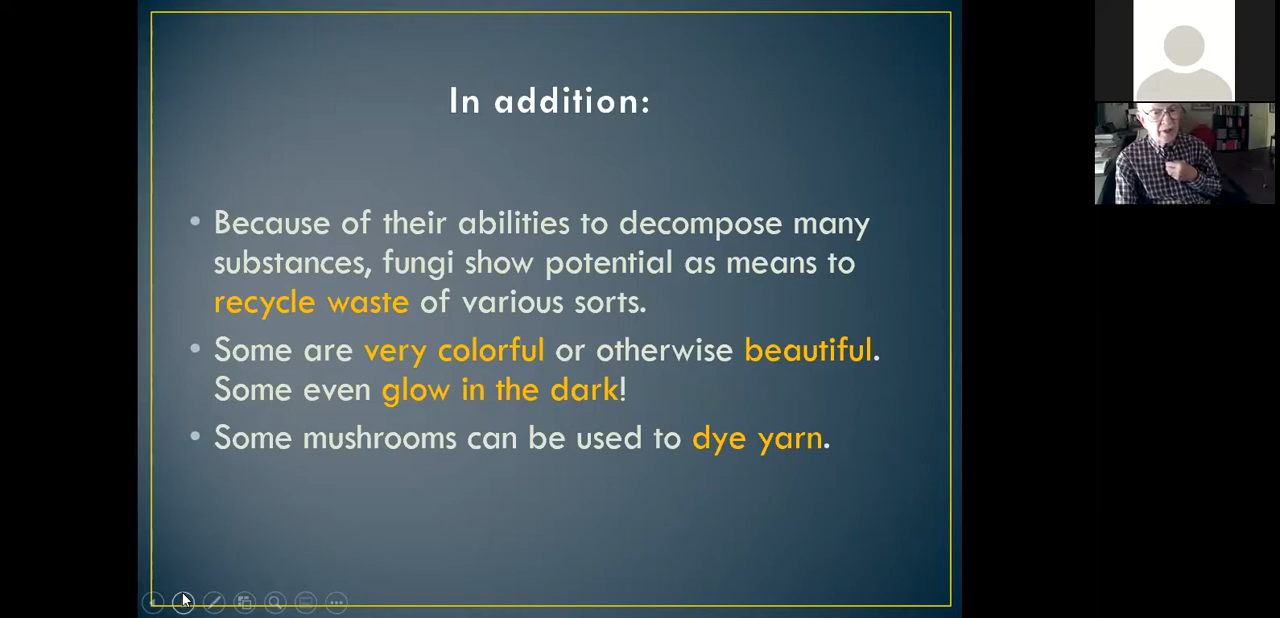 In addition:
• Because of their abilities to decompose many
substances, fungi show potential as means to
recycle waste of various sorts.
• Some are very colorful or otherwise beautiful.
Some even glow in the dark!
• Some mushrooms can be used to dye yarn.